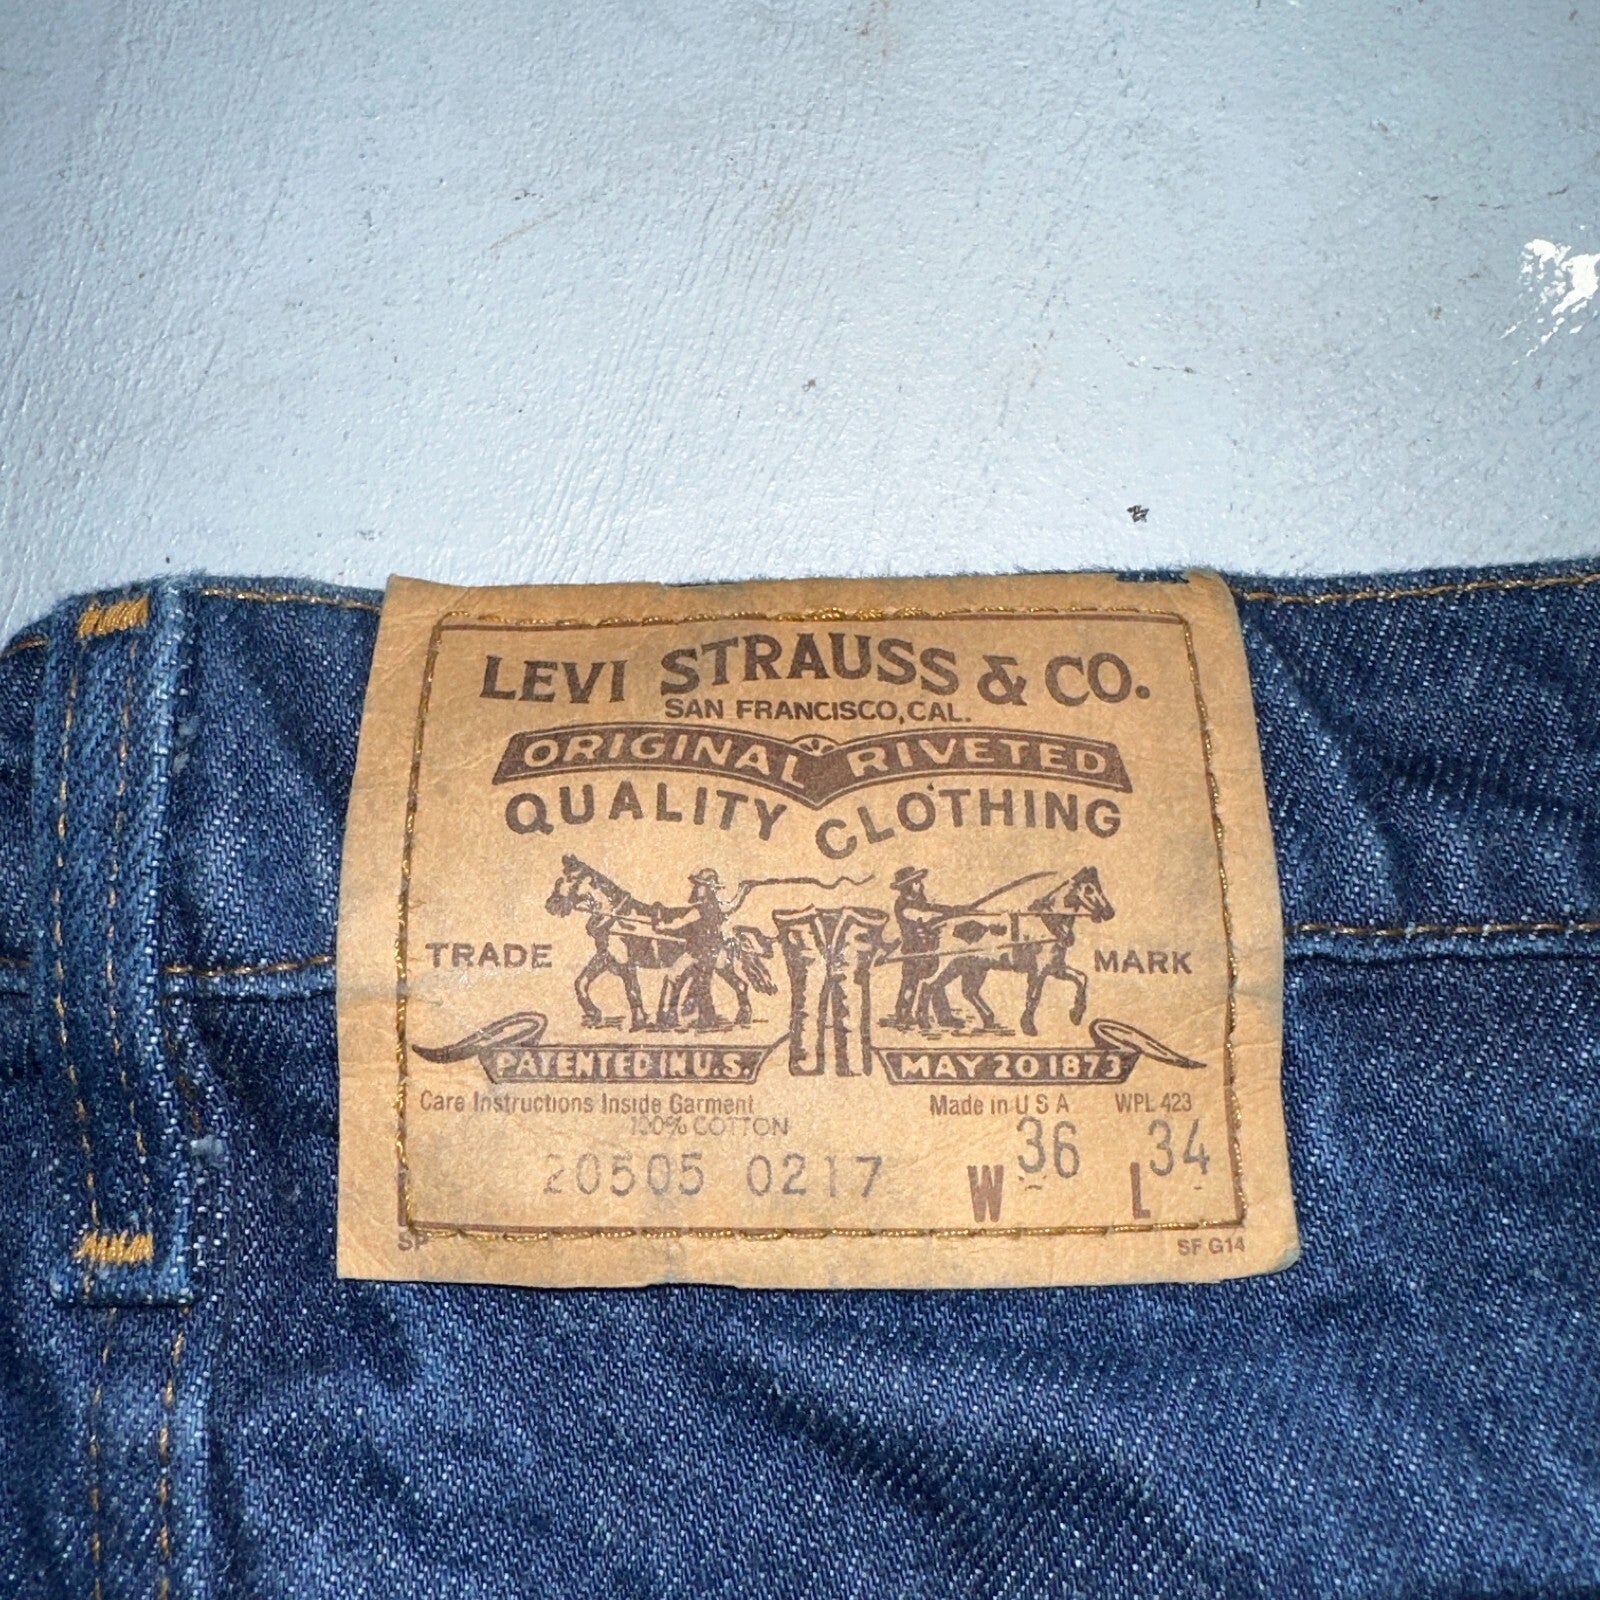 LEVI STRAUSS & CO.
SAN FRANCISCO, CAL.
ORIGINAL RIVETED
QUALITY CLOTHING
TRADE MARK
PATENTED IN U.S. MAY 20 1873
Care Instructions Inside Garment Made in U S A WPL 423
100% COTTON
20505 0217 W 36 L 34
SF G14